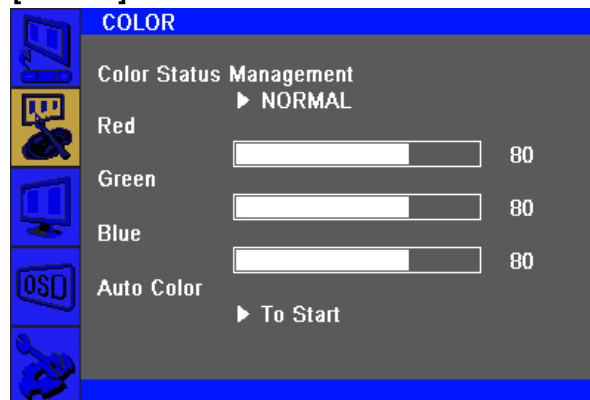 COLOR
Color Status Management
▶ NORMAL
Red
80
Green
80
Blue
80
Auto Color
▶ To Start
OSD